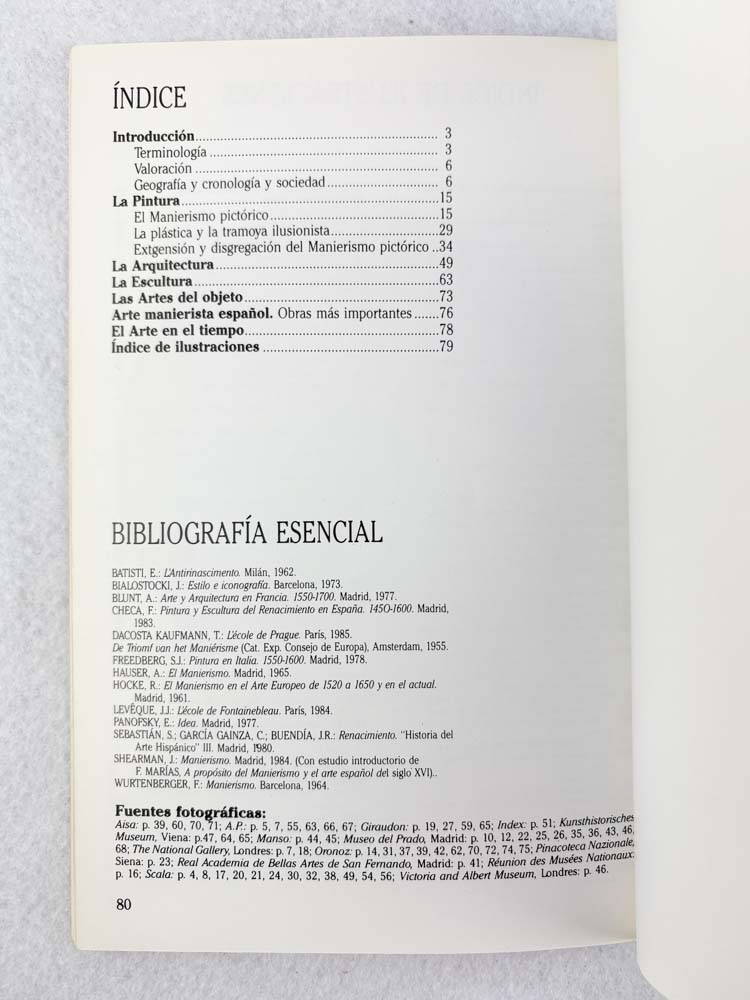 ÍNDICE
Introducción.................................................................... 3
Terminología ................................................................ 3
Valoración .................................................................... 6
Geografía y cronología y sociedad................................ 6
La Pintura........................................................................15
El Manierismo pictórico................................................15
La plástica y la tramoya ilusionista...............................29
Extgensión y disgregación del Manierismo pictórico ..34
La Arquitectura................................................................49
La Escultura.....................................................................63
Las Artes del objeto........................................................73
Arte manierista español. Obras más importantes .......76
El Arte en el tiempo........................................................78
Índice de ilustraciones ...................................................79
BIBLIOGRAFÍA ESENCIAL
BATISTI, E.: L'Antirinascimento. Milán, 1962.
BIALOSTOCKI, J.: Estilo e iconografía. Barcelona, 1973.
BLUNT, A.: Arte y Arquitectura en Francia. 1550-1700. Madrid, 1977.
CHECA, F.: Pintura y Escultura del Renacimiento en España. 1450-1600. Madrid,
1983.
DACOSTA KAUFMANN, T.: L'école de Prague. París, 1985.
De Triomf van het Maniérisme (Cat. Exp. Consejo de Europa), Amsterdam, 1955.
FREEDBERG, S.J.: Pintura en Italia. 1550-1600. Madrid, 1978.
HAUSER, A.: El Manierismo. Madrid, 1965.
HOCKE, R.: El Manierismo en el Arte Europeo de 1520 a 1650 y en el actual.
Madrid, 1961.
LEVÊQUE, J.J.: L'école de Fontainebleau. París, 1984.
PANOFSKY, E.: Idea. Madrid, 1977.
SEBASTIÁN, S.; GARCÍA GAINZA, C.; BUENDÍA, J.R.: Renacimiento. "Historia del
Arte Hispánico" III. Madrid, 1980.
SHEARMAN, J.: Manierismo. Madrid, 1984. (Con estudio introductorio de
F. MARÍAS, A propósito del Manierismo y el arte español del siglo XVI)..
WURTENBERGER, F.: Manierismo. Barcelona, 1964.
Fuentes fotográficas:
Aisa: p. 39, 60, 70, 71; A.P.: p. 5, 7, 55, 63, 66, 67; Giraudon: p. 19, 27, 59, 65; Index: p. 51; Kunsthistorisches
Museum, Viena: p.47, 64, 65; Manso: p. 44, 45; Museo del Prado, Madrid: p. 10, 12, 22, 25, 26, 35, 36, 43, 46,
68; The National Gallery, Londres: p. 7, 18; Oronoz: p. 14, 31, 37, 39, 42, 62, 70, 72, 74, 75; Pinacoteca Nazionale,
Siena: p. 23; Real Academia de Bellas Artes de San Fernando, Madrid: p. 41; Réunion des Musées Nationaux:
p. 16; Scala: p. 4, 8, 17, 20, 21, 24, 30, 32, 38, 49, 54, 56; Victoria and Albert Museum, Londres: p. 46.
80